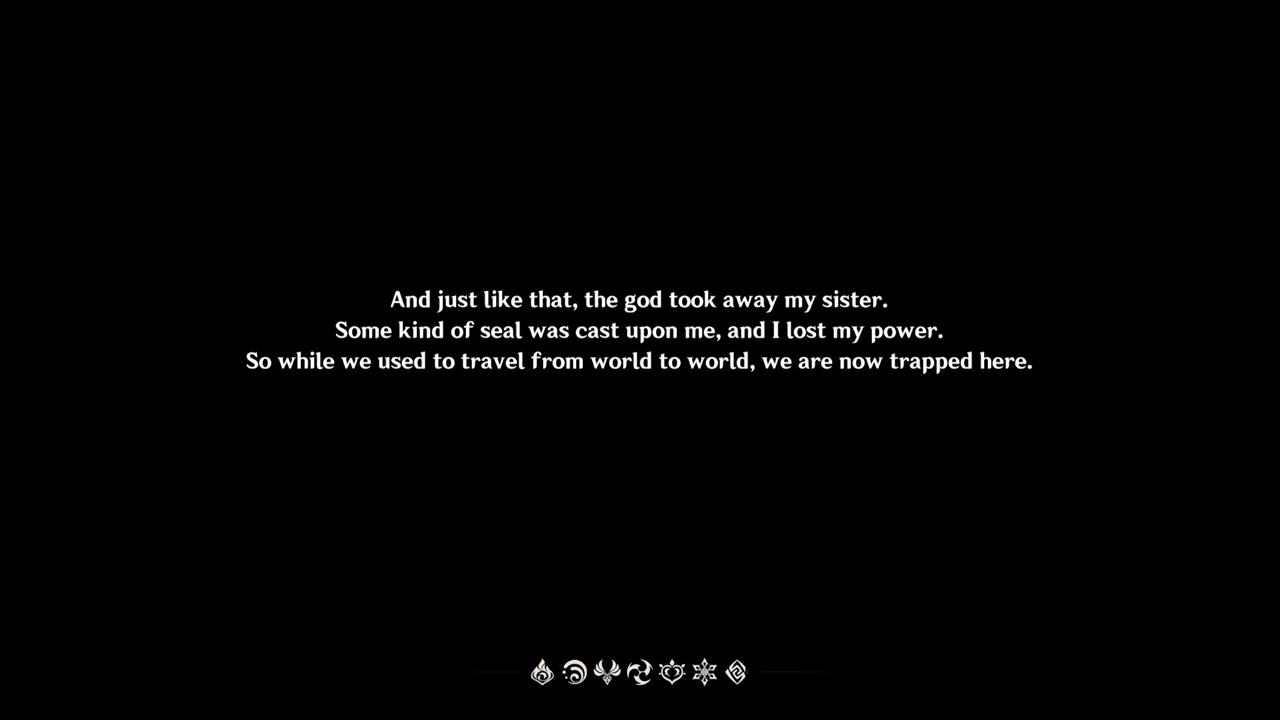 And just like that, the god took away my sister.
Some kind of seal was cast upon me, and I lost my power.
So while we used to travel from world to world, we are now trapped here.